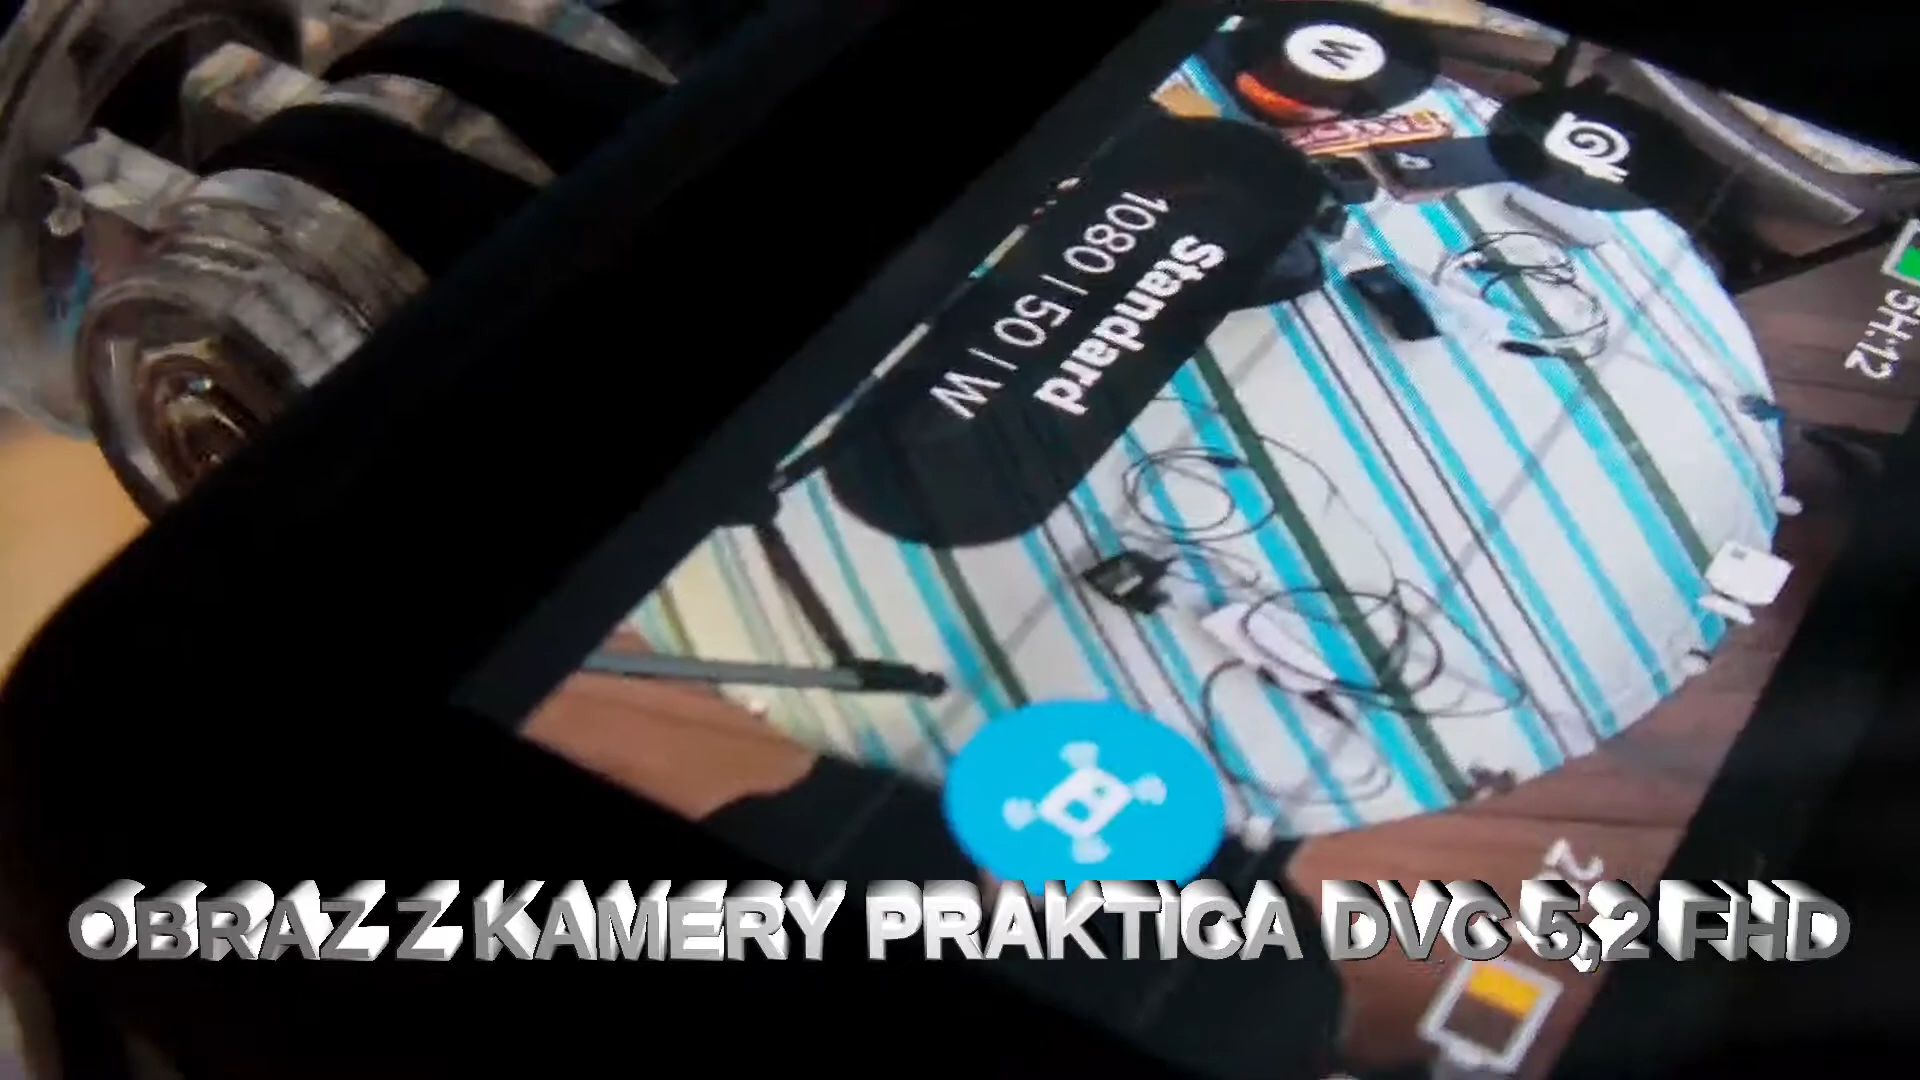 W
Standard
1080 | 50 | W
5H:12
OBRAZ Z KAMERY PRAKTICA DVC 5,2 FHD